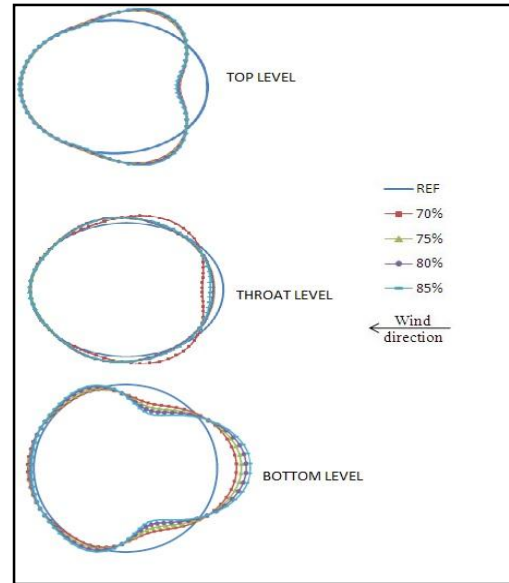 TOP LEVEL
REF
70%
75%
80%
85%
THROAT LEVEL
Wind
direction
BOTTOM LEVEL